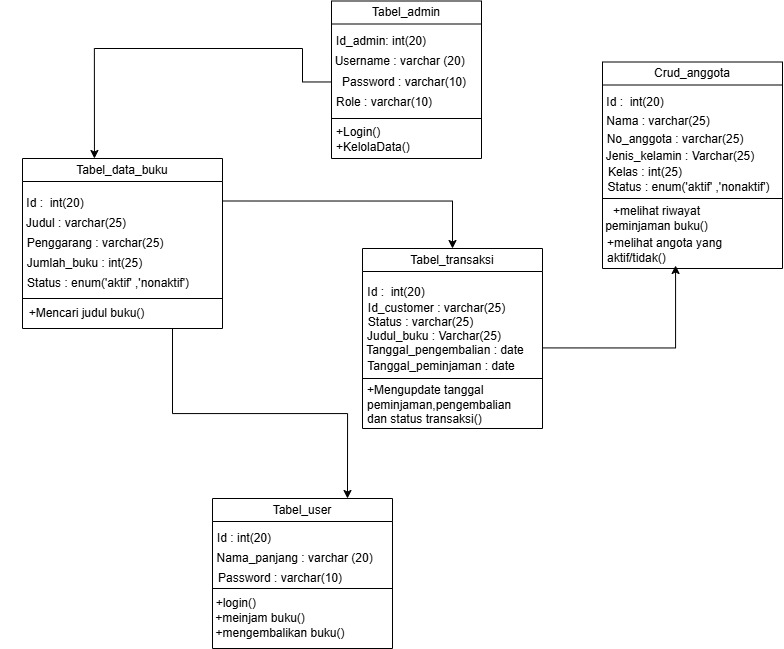 Tabel_admin
Id_admin: int(20)
Username : varchar (20)
Password : varchar(10)
Role : varchar(10)
+Login()
+KelolaData()
Crud_anggota
Id :  int(20)
Nama : varchar(25)
No_anggota : varchar(25)
Jenis_kelamin : Varchar(25)
Kelas : int(25)
Status : enum('aktif' ,'nonaktif')
+melihat riwayat
peminjaman buku()
+melihat angota yang
aktif/tidak()
Tabel_data_buku
Id :  int(20)
Judul : varchar(25)
Penggarang : varchar(25)
Jumlah_buku : int(25)
Status : enum('aktif' ,'nonaktif')
+Mencari judul buku()
Tabel_transaksi
Id :  int(20)
Id_customer : varchar(25)
Status : varchar(25)
Judul_buku : Varchar(25)
Tanggal_pengembalian : date
Tanggal_peminjaman : date
+Mengupdate tanggal
peminjaman,pengembalian
dan status transaksi()
Tabel_user
Id : int(20)
Nama_panjang : varchar (20)
Password : varchar(10)
+login()
+meinjam buku()
+mengembalikan buku()